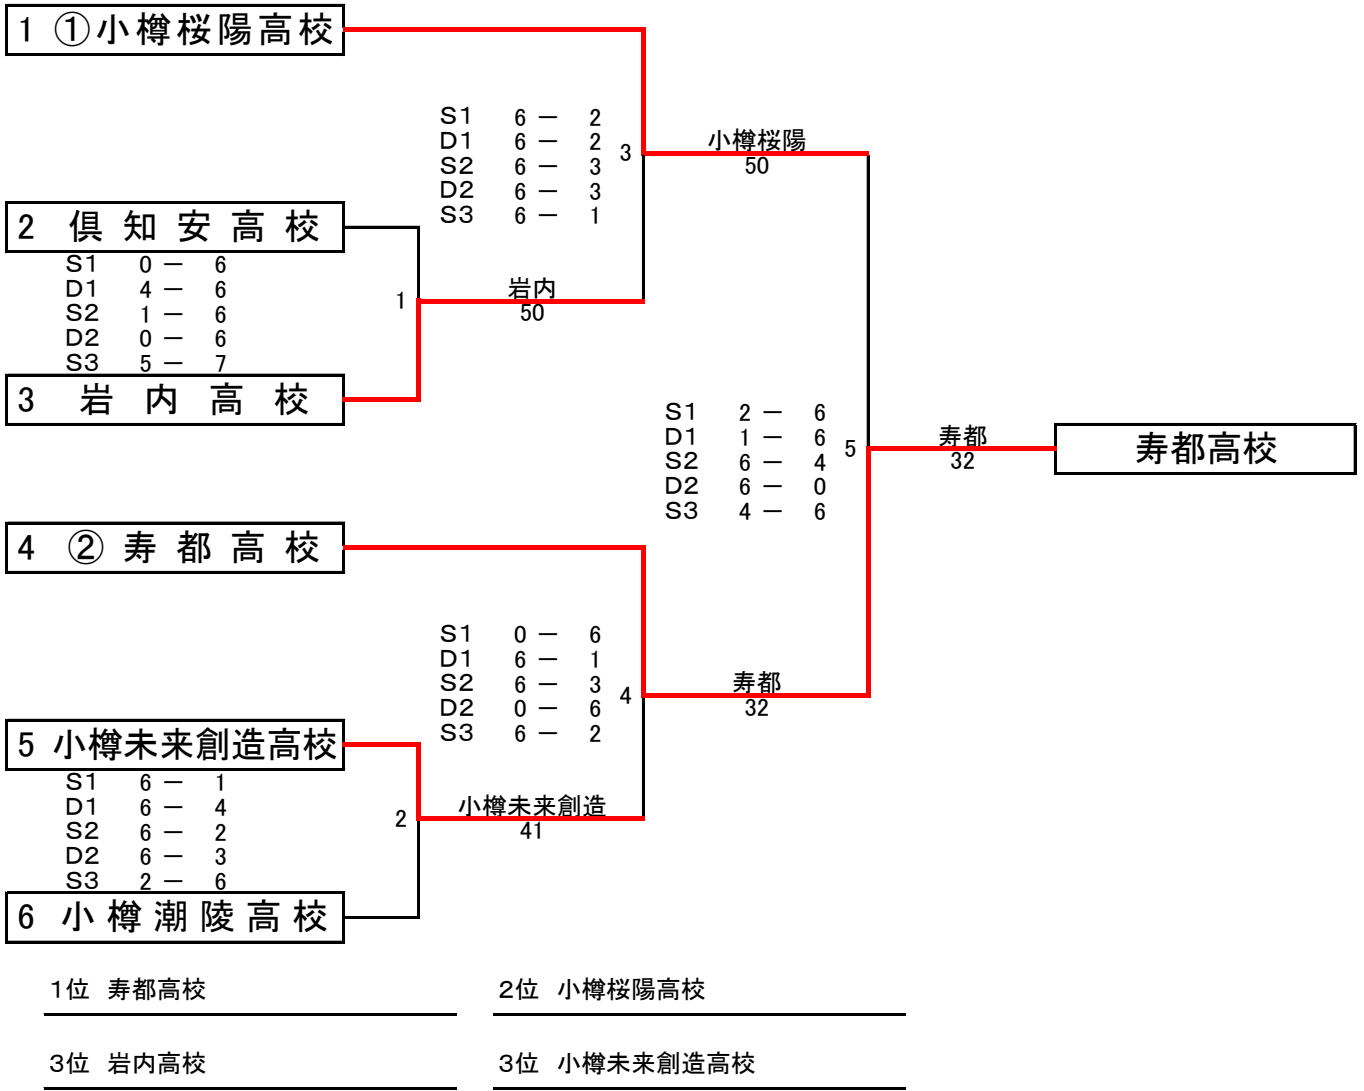 1 ①小樽桜陽高校
S1 6 － 2
D1 6 － 2
S2 6 － 3
D2 6 － 3
S3 6 － 1
3
小樽桜陽
50
2 倶知安高校
S1 0 － 6
D1 4 － 6
S2 1 － 6
D2 0 － 6
S3 5 － 7
1
岩内
50
3 岩内高校
S1 2 － 6
D1 1 － 6
S2 6 － 4
D2 6 － 0
S3 4 － 6
5
寿都
32
寿都高校
4 ②寿都高校
S1 0 － 6
D1 6 － 1
S2 6 － 3
D2 0 － 6
S3 6 － 2
4
寿都
32
5 小樽未来創造高校
S1 6 － 1
D1 6 － 4
S2 6 － 2
D2 6 － 3
S3 2 － 6
2
小樽未来創造
41
6 小樽潮陵高校
1位 寿都高校
2位 小樽桜陽高校
3位 岩内高校
3位 小樽未来創造高校